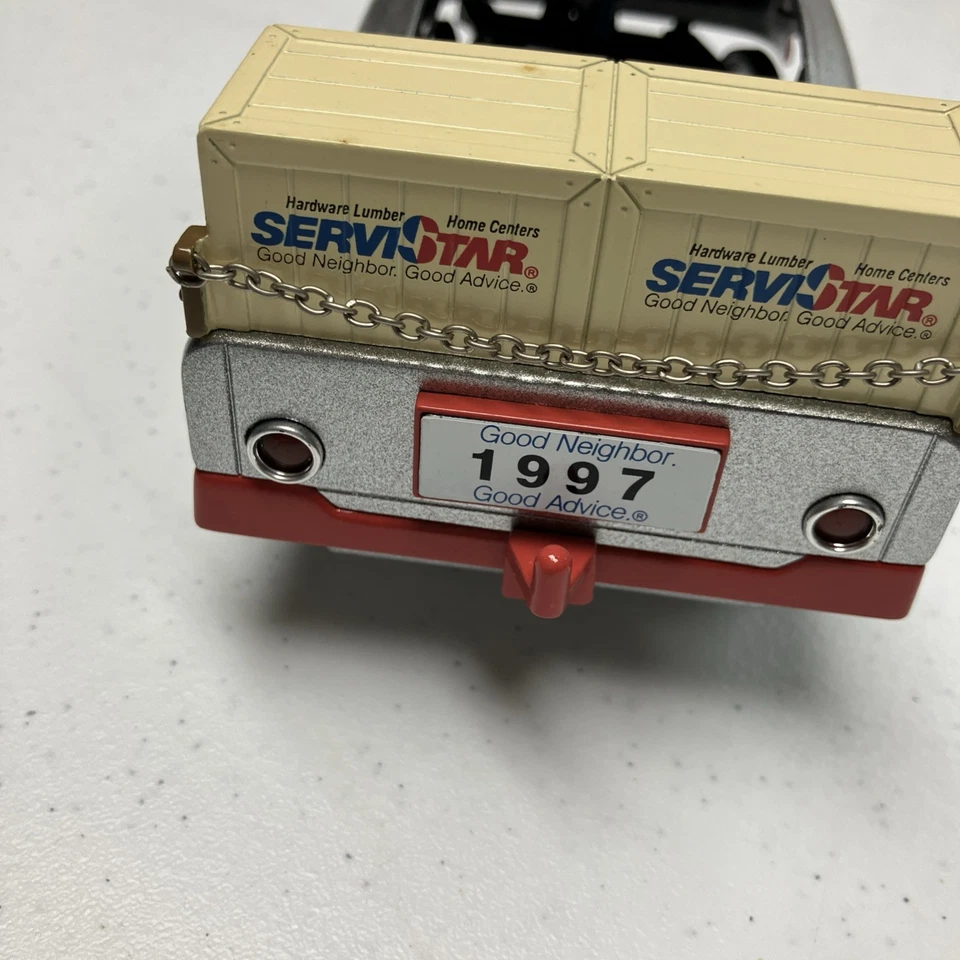 Hardware Lumber Home Centers
SERVISTAR®
Good Neighbor. Good Advice.®
Hardware Lumber Home Centers
SERVISTAR®
Good Neighbor. Good Advice.®
Good Neighbor.
1997
Good Advice.®